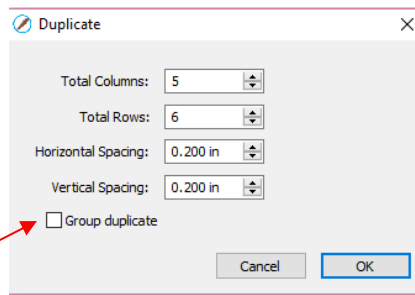 Duplicate
Total Columns: 5
Total Rows: 6
Horizontal Spacing: 0.200 in
Vertical Spacing: 0.200 in
Group duplicate
Cancel OK